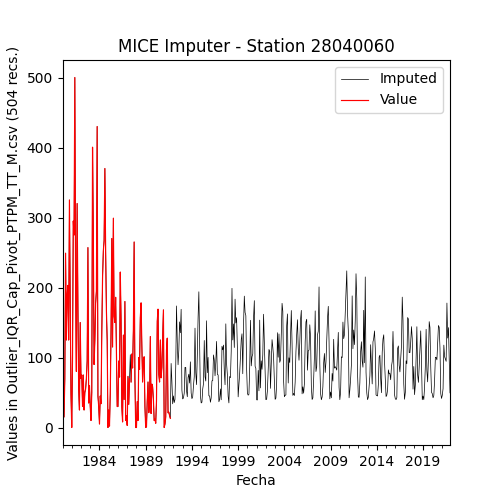 MICE Imputer - Station 28040060
Imputed
Value
Values in Outlier_IQR_Cap_Pivot_PTPM_TT_M.csv (504 recs.)
500
400
300
200
100
0
1984 1989 1994 1999 2004 2009 2014 2019
Fecha